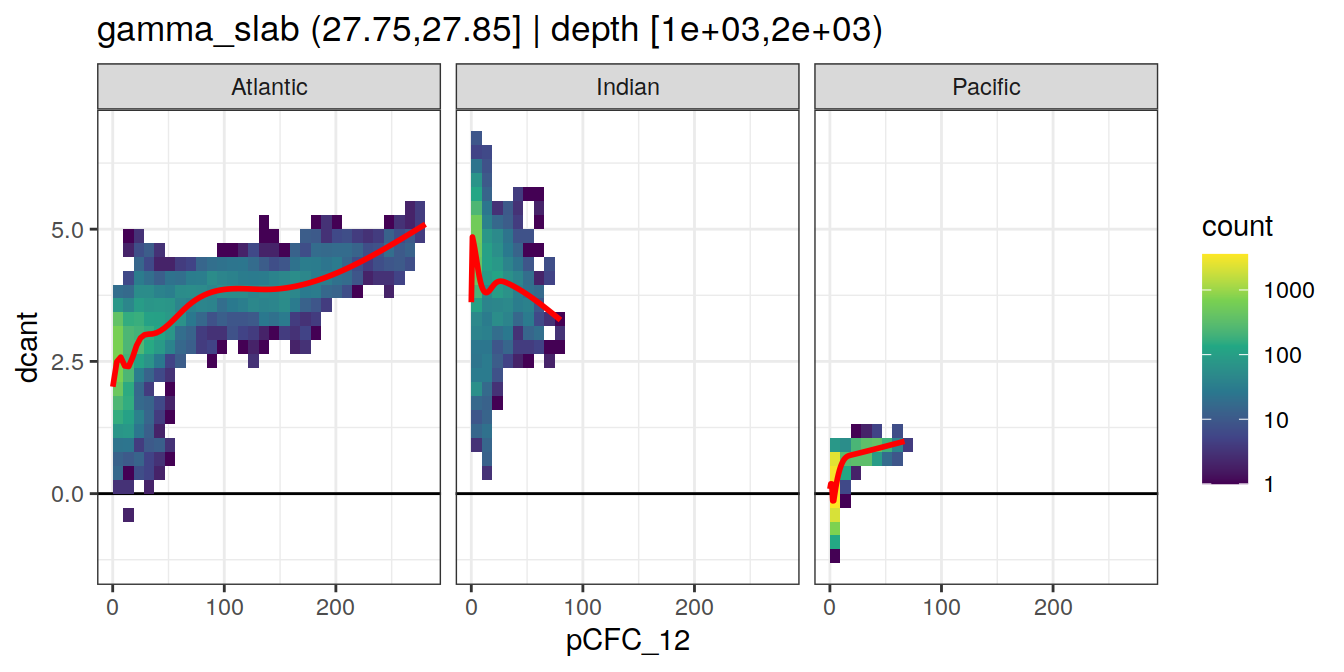 gamma_slab (27.75,27.85] | depth [1e+03,2e+03)
Atlantic Indian Pacific
dcant
5.0
2.5
0.0
0 100 200 0 100 200 0 100 200
pCFC_12
count
1000
100
10
1